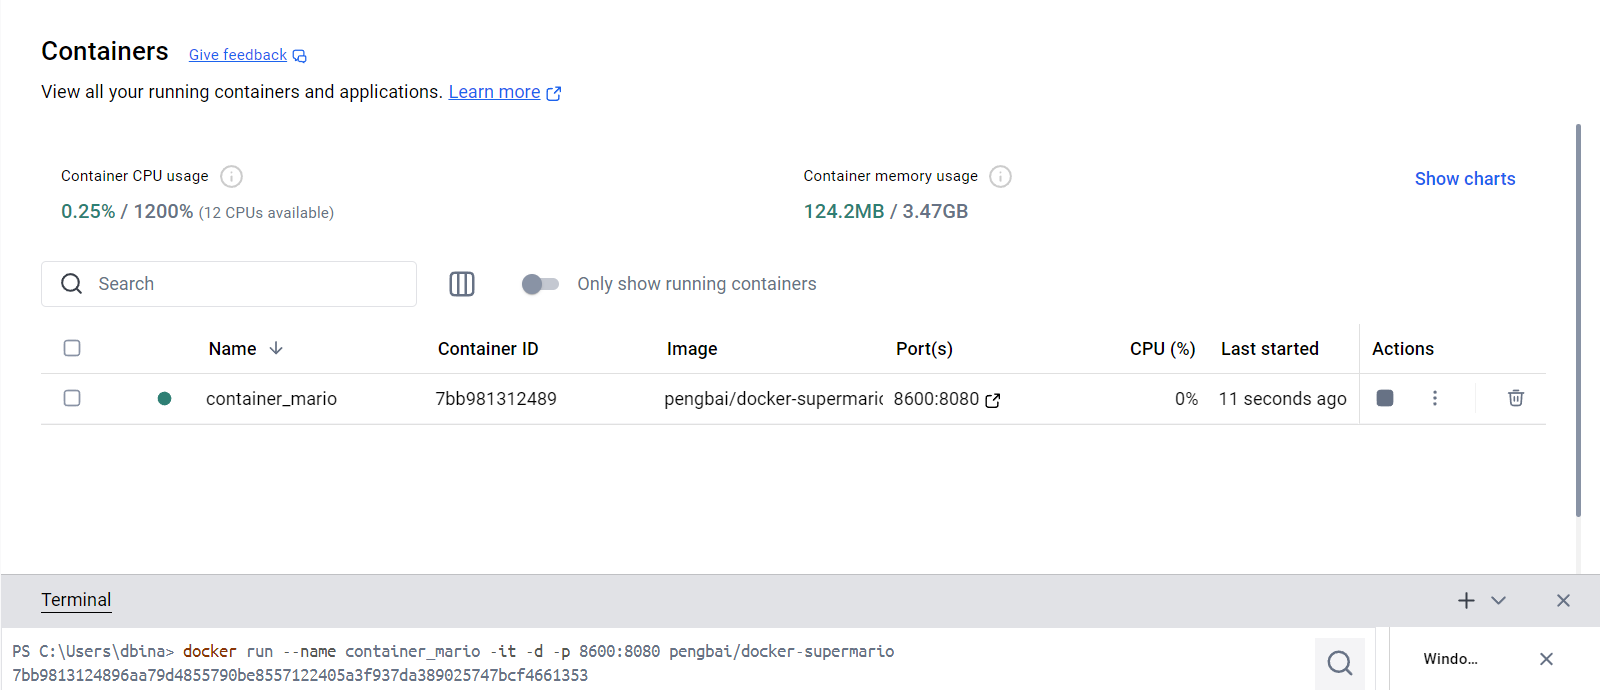 Containers Give feedback
View all your running containers and applications. Learn more
Container CPU usage Container memory usage Show charts
0.25% / 1200% (12 CPUs available) 124.2MB / 3.47GB
Search Only show running containers
Name Container ID Image Port(s) CPU (%) Last started Actions
container_mario 7bb981312489 pengbai/docker-supermario 8600:8080 0% 11 seconds ago
Terminal
PS C:\Users\dbina> docker run --name container_mario -it -d -p 8600:8080 pengbai/docker-supermario
7bb9813124896aa79d4855790be8557122405a3f937da389025747bcf4661353
Windo...